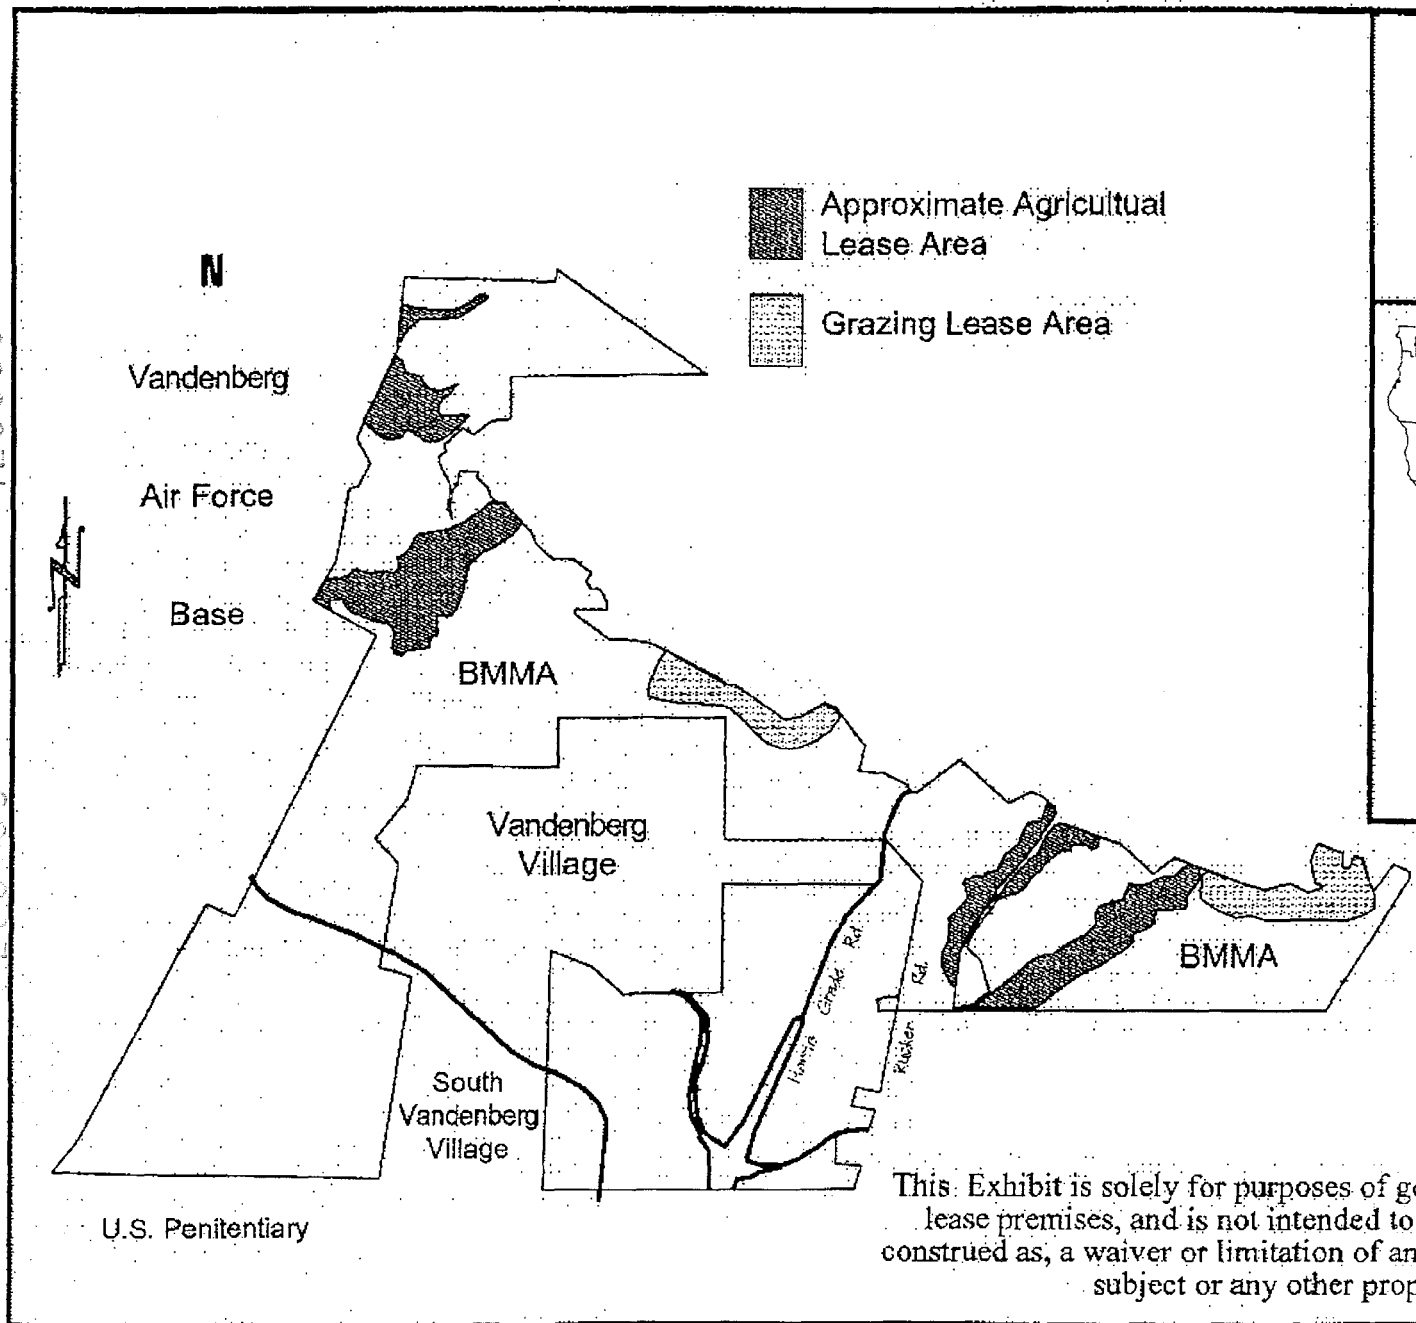 Approximate Agricultual
Lease Area
Grazing Lease Area
N
Vandenberg
Air Force
Base
BMMA
Vandenberg
Village
BMMA
Grade Rd.
Rucker Rd.
South
Vandenberg
Village
U.S. Penitentiary
This Exhibit is solely for purposes of ge
lease premises, and is not intended to
construed as, a waiver or limitation of an
subject or any other prop